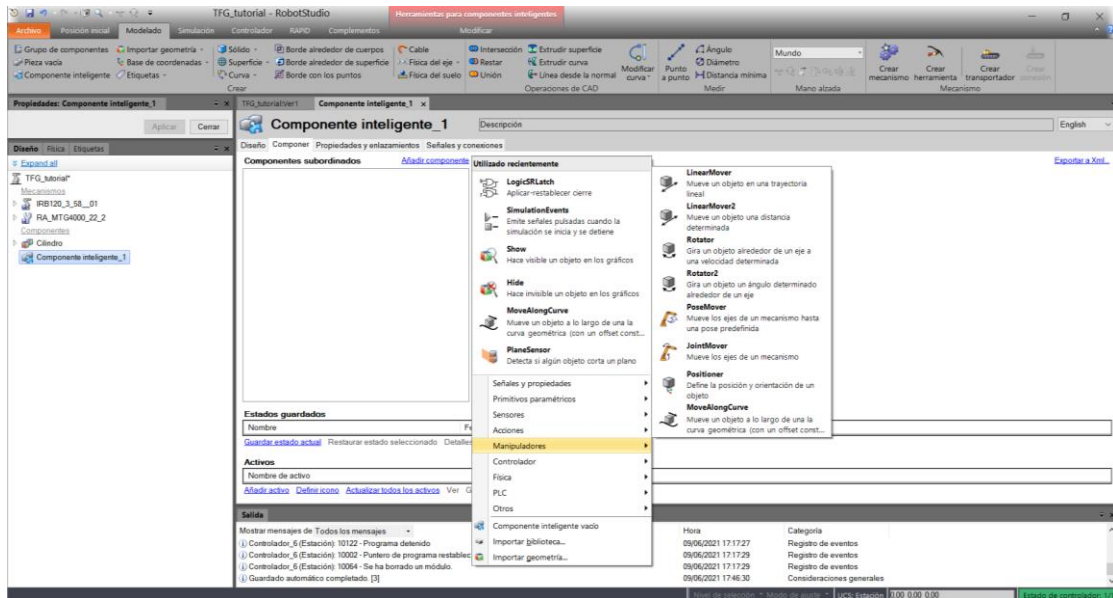 TFG_tutorial - RobotStudio
Herramientas para componentes inteligentes
Archivo Posición inicial Modelado Simulación Controlador RAPID Complementos Modificar
Grupo de componentes
Pieza vacía
Componente inteligente
Importar geometría
Base de coordenadas
Etiquetas
Sólido
Superficie
Curva
Borde alrededor de cuerpos
Borde alrededor de superficie
Borde con los puntos
Crear
Cable
Física del eje
Física del suelo
Intersección
Restar
Unión
Extrudir superficie
Extrudir curva
Línea desde la normal
Modificar curva
Operaciones de CAD
Punto a punto
Ángulo
Diámetro
Distancia mínima
Medir
Mundo
Mano alzada
Crear mecanismo
Crear herramienta
Crear transportador
Crear conexión
Mecanismo
Propiedades: Componente inteligente_1
Aplicar Cerrar
Diseño Física Etiquetas
Expand all
TFG_tutorial*
Mecanismos
IRB120_3_58__01
RA_MTG4000_22_2
Componentes
Cilindro
Componente inteligente_1
TFG_tutorial:Ver1 Componente inteligente_1 x
Componente inteligente_1
Descripción
English
Diseño Componer Propiedades y enlazamientos Señales y conexiones
Componentes subordinados
Añadir componente
Exportar a Xml...
Utilizado recientemente
LogicSRLatch
Aplicar-restablecer cierre
SimulationEvents
Emite señales pulsadas cuando la
simulación se inicia y se detiene
Show
Hace visible un objeto en los gráficos
Hide
Hace invisible un objeto en los gráficos
MoveAlongCurve
Mueve un objeto a lo largo de una la
curva geométrica (con un offset const...
PlaneSensor
Detecta si algún objeto corta un plano
Señales y propiedades
Primitivos paramétricos
Sensores
Acciones
Manipuladores
Controlador
Física
PLC
Otros
Componente inteligente vacío
Importar biblioteca...
Importar geometría...
LinearMover
Mueve un objeto en una trayectoria
lineal
LinearMover2
Mueve un objeto una distancia
determinada
Rotator
Gira un objeto alrededor de un eje a
una velocidad determinada
Rotator2
Gira un objeto un ángulo determinado
alrededor de un eje
PoseMover
Mueve los ejes de un mecanismo hasta
una pose predefinida
JointMover
Mueve los ejes de un mecanismo
Positioner
Define la posición y orientación de un
objeto
MoveAlongCurve
Mueve un objeto a lo largo de una la
curva geométrica (con un offset const...
Estados guardados
Nombre
Guardar estado actual Restaurar estado seleccionado Detalles
Activos
Nombre de activo
Añadir activo Definir icono Actualizar todos los activos Ver
Salida
Mostrar mensajes de Todos los mensajes
Hora Categoría
Controlador_6 (Estación): 10122 - Programa detenido 09/06/2021 17:17:27 Registro de eventos
Controlador_6 (Estación): 10002 - Puntero de programa restablec 09/06/2021 17:17:29 Registro de eventos
Controlador_6 (Estación): 10064 - Se ha borrado un módulo. 09/06/2021 17:17:29 Registro de eventos
Guardado automático completado. [3] 09/06/2021 17:46:30 Consideraciones generales
Nivel de selección Modo de ajuste UCS: Estación 0.00 0.00 0.00 Estado de controlador: 1/1